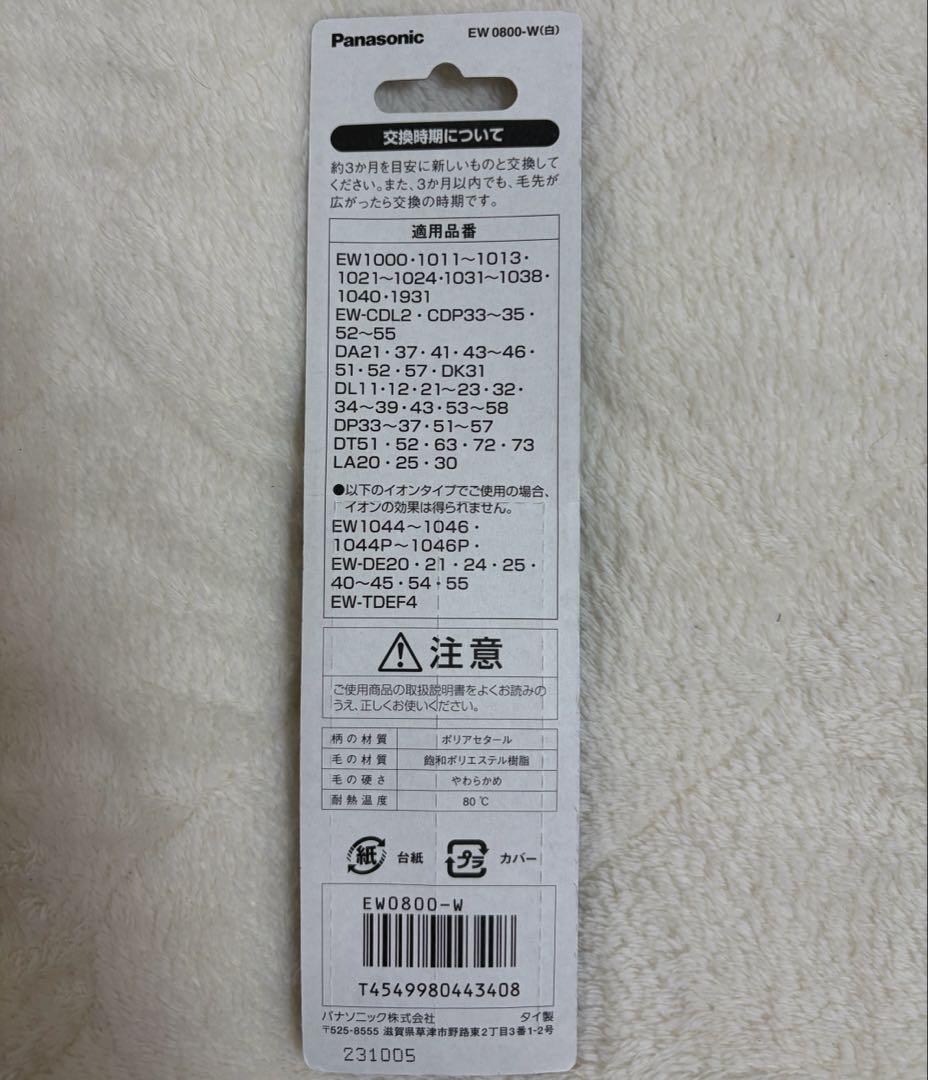 Panasonic EW 0800-W(白)
交換時期について
約3か月を目安に新しいものと交換して
ください。また、3か月以内でも、毛先が
広がったら交換の時期です。
適用品番
EW1000・1011～1013・
1021～1024・1031～1038・
1040・1931
EW-CDL2・CDP33～35・
52～55
DA21・37・41・43～46・
51・52・57・DK31
DL11・12・21～23・32・
34～39・43・53～58
DP33～37・51～57
DT51・52・63・72・73
LA20・25・30
●以下のイオンタイプでご使用の場合、
イオンの効果は得られません。
EW1044～1046・
1044P～1046P・
EW-DE20・21・24・25・
40～45・54・55
EW-TDEF4
注意
ご使用商品の取扱説明書をよくお読みの
うえ、正しくお使いください。
柄の材質 ポリアセタール
毛の材質 飽和ポリエステル樹脂
毛の硬さ やわらかめ
耐熱温度 80℃
紙 台紙 プラ カバー
EW0800-W
T4549980443408
パナソニック株式会社 タイ製
〒525-8555 滋賀県草津市野路東2丁目3番1-2号
231005